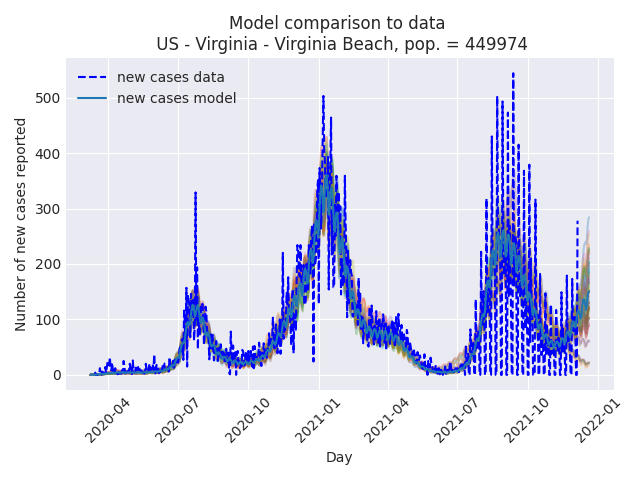 Model comparison to data
US - Virginia - Virginia Beach, pop. = 449974
new cases data
new cases model
Number of new cases reported
500
400
300
200
100
0
2020-04
2020-07
2020-10
2021-01
2021-04
2021-07
2021-10
2022-01
Day